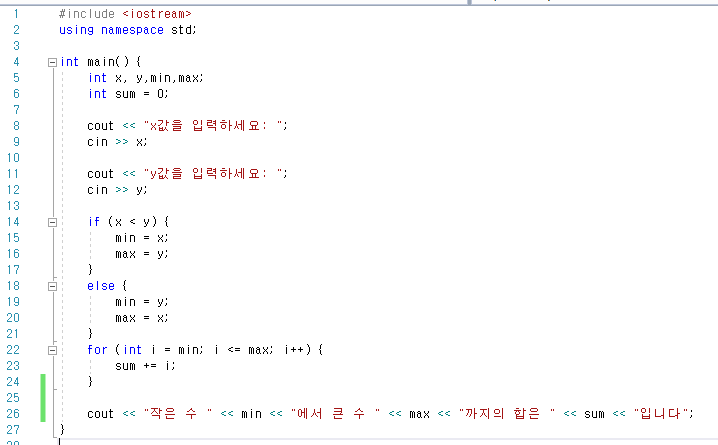 1 #include <iostream>
2 using namespace std;
3
4 int main() {
5 int x, y,min,max;
6 int sum = 0;
7
8 cout << "x값을 입력하세요: ";
9 cin >> x;
10
11 cout << "y값을 입력하세요: ";
12 cin >> y;
13
14 if (x < y) {
15 min = x;
16 max = y;
17 }
18 else {
19 min = y;
20 max = x;
21 }
22 for (int i = min; i <= max; i++) {
23 sum += i;
24 }
25
26 cout << "작은 수 " << min << "에서 큰 수 " << max << "까지의 합은 " << sum << "입니다";
27 }